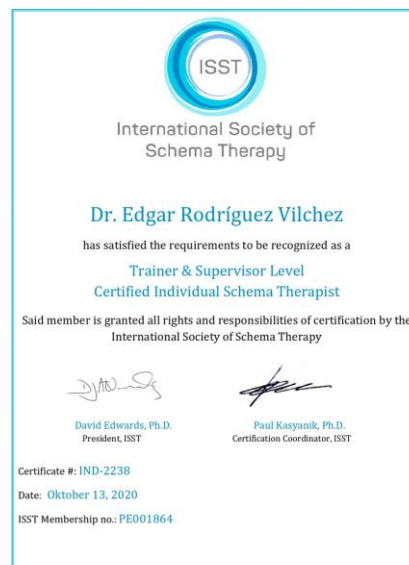 ISST
International Society of
Schema Therapy
Dr. Edgar Rodríguez Vilchez
has satisfied the requirements to be recognized as a
Trainer & Supervisor Level
Certified Individual Schema Therapist
Said member is granted all rights and responsibilities of certification by the
International Society of Schema Therapy
David Edwards, Ph.D.
President, ISST
Paul Kasyanik, Ph.D.
Certification Coordinator, ISST
Certificate #: IND-2238
Date: Oktober 13, 2020
ISST Membership no.: PE001864